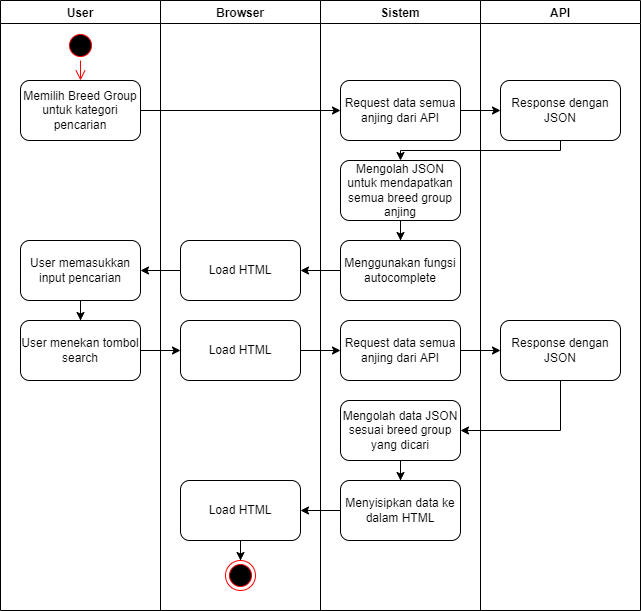 User
Browser
Sistem
API
Memilih Breed Group
untuk kategori
pencarian
Request data semua
anjing dari API
Response dengan
JSON
Mengolah JSON
untuk mendapatkan
semua breed group
anjing
User memasukkan
input pencarian
Load HTML
Menggunakan fungsi
autocomplete
User menekan tombol
search
Load HTML
Request data semua
anjing dari API
Response dengan
JSON
Mengolah data JSON
sesuai breed group
yang dicari
Load HTML
Menyisipkan data ke
dalam HTML